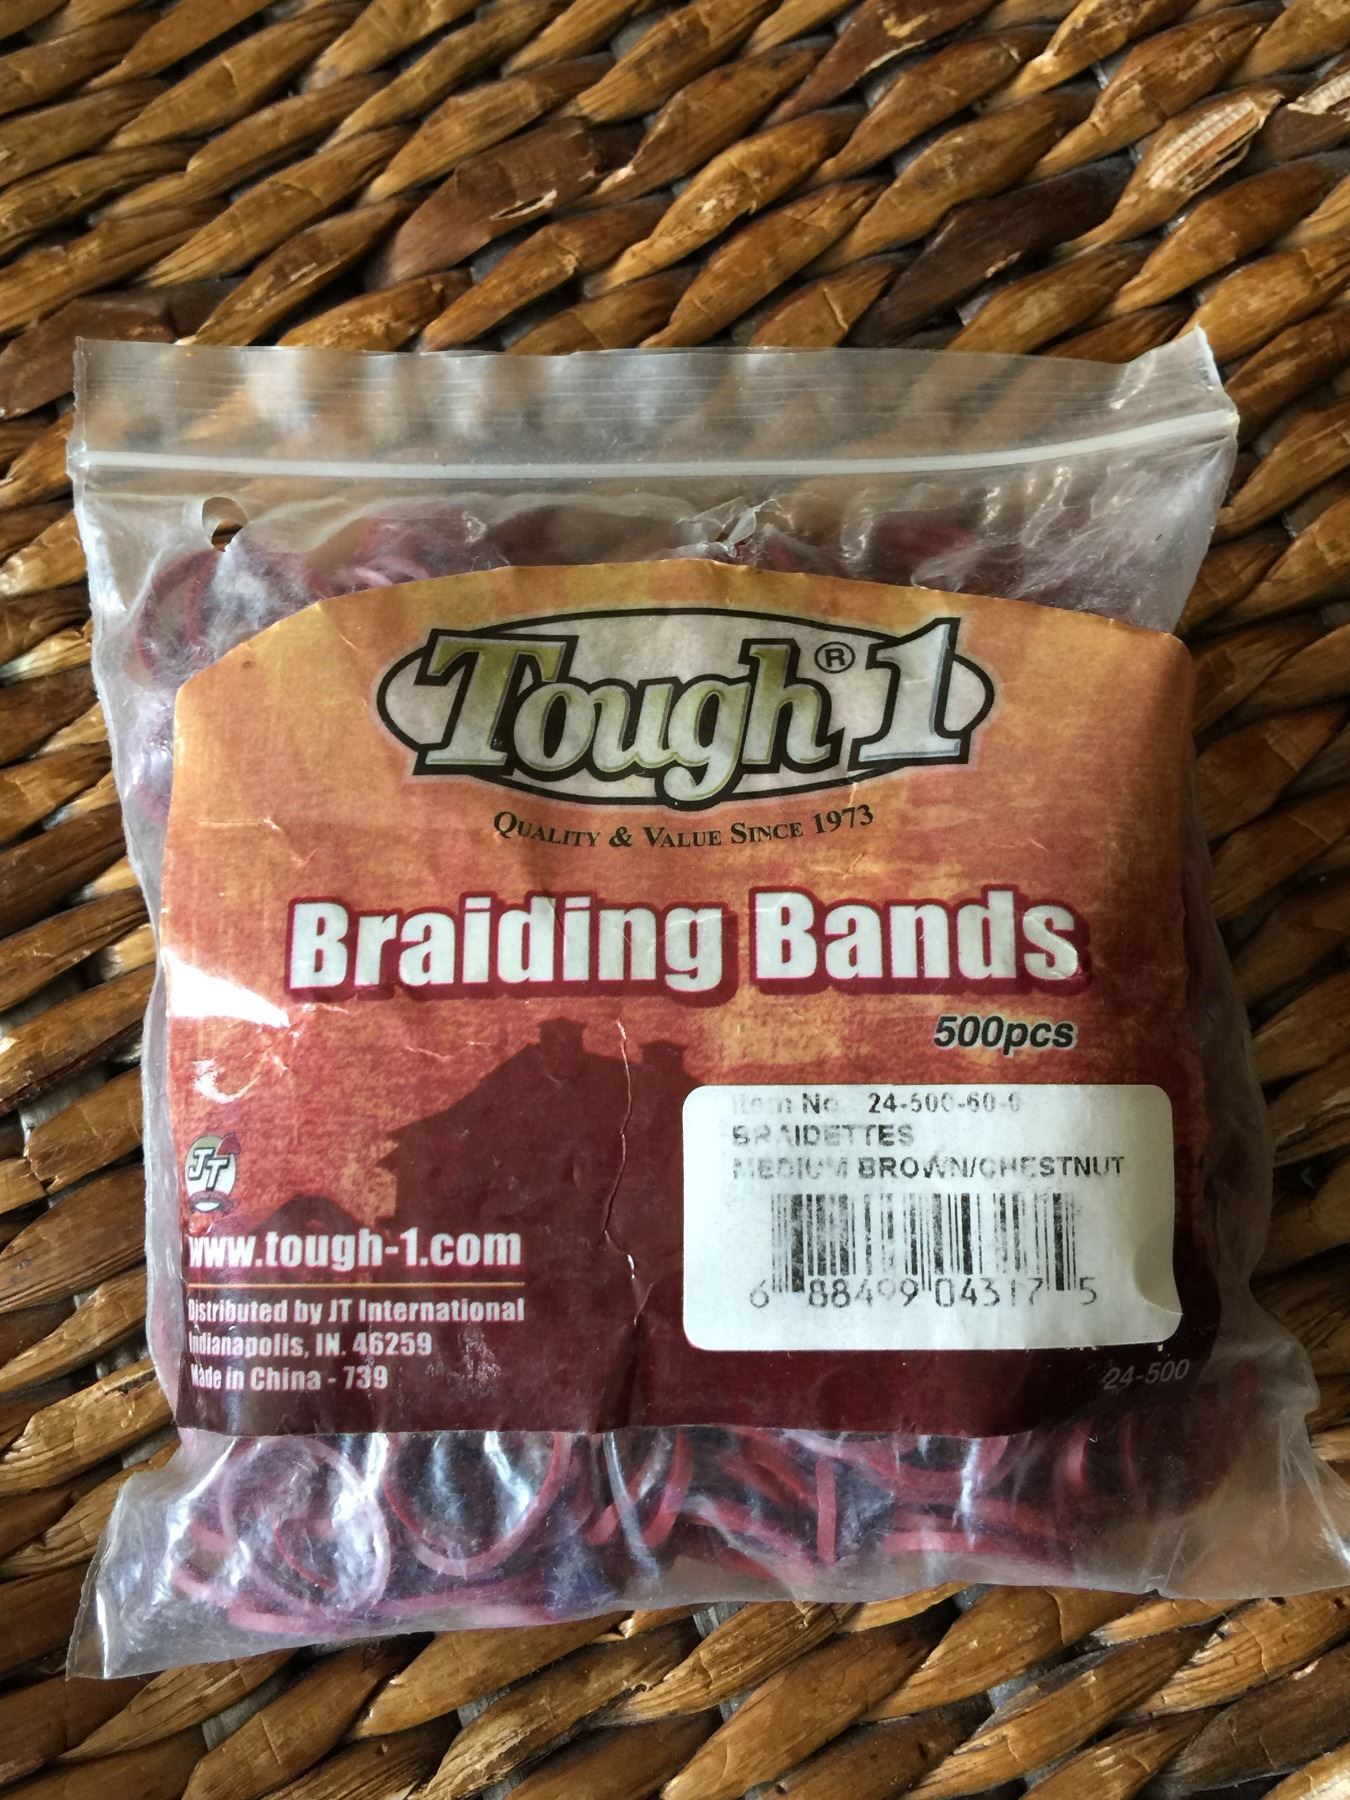 Tough® 1
QUALITY & VALUE SINCE 1973
Braiding Bands
500pcs
Item No. 24-500-60-0
BRAIDETTES
MEDIUM BROWN/CHESTNUT
6 88499 04317 5
JT
www.tough-1.com
Distributed by JT International
Indianapolis, IN. 46259
Made in China - 739
24-500